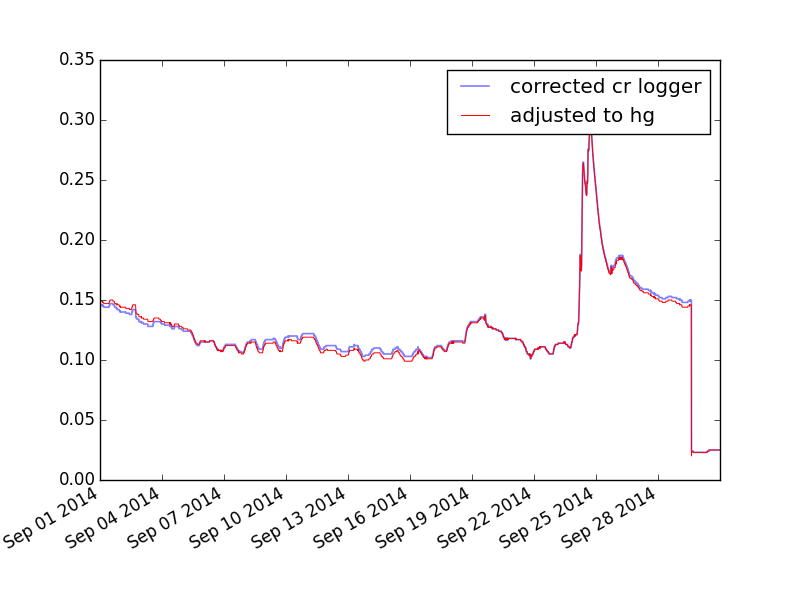 0.35
0.30
0.25
0.20
0.15
0.10
0.05
0.00
corrected cr logger
adjusted to hg
Sep 01 2014
Sep 04 2014
Sep 07 2014
Sep 10 2014
Sep 13 2014
Sep 16 2014
Sep 19 2014
Sep 22 2014
Sep 25 2014
Sep 28 2014